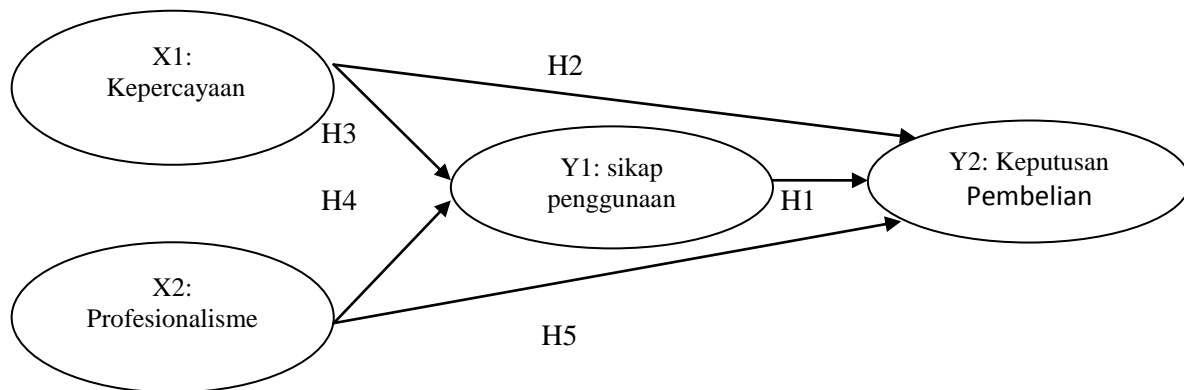 X1:
Kepercayaan
H2
H3
Y1: sikap
penggunaan
Y2: Keputusan
Pembelian
H4
H1
X2:
Profesionalisme
H5